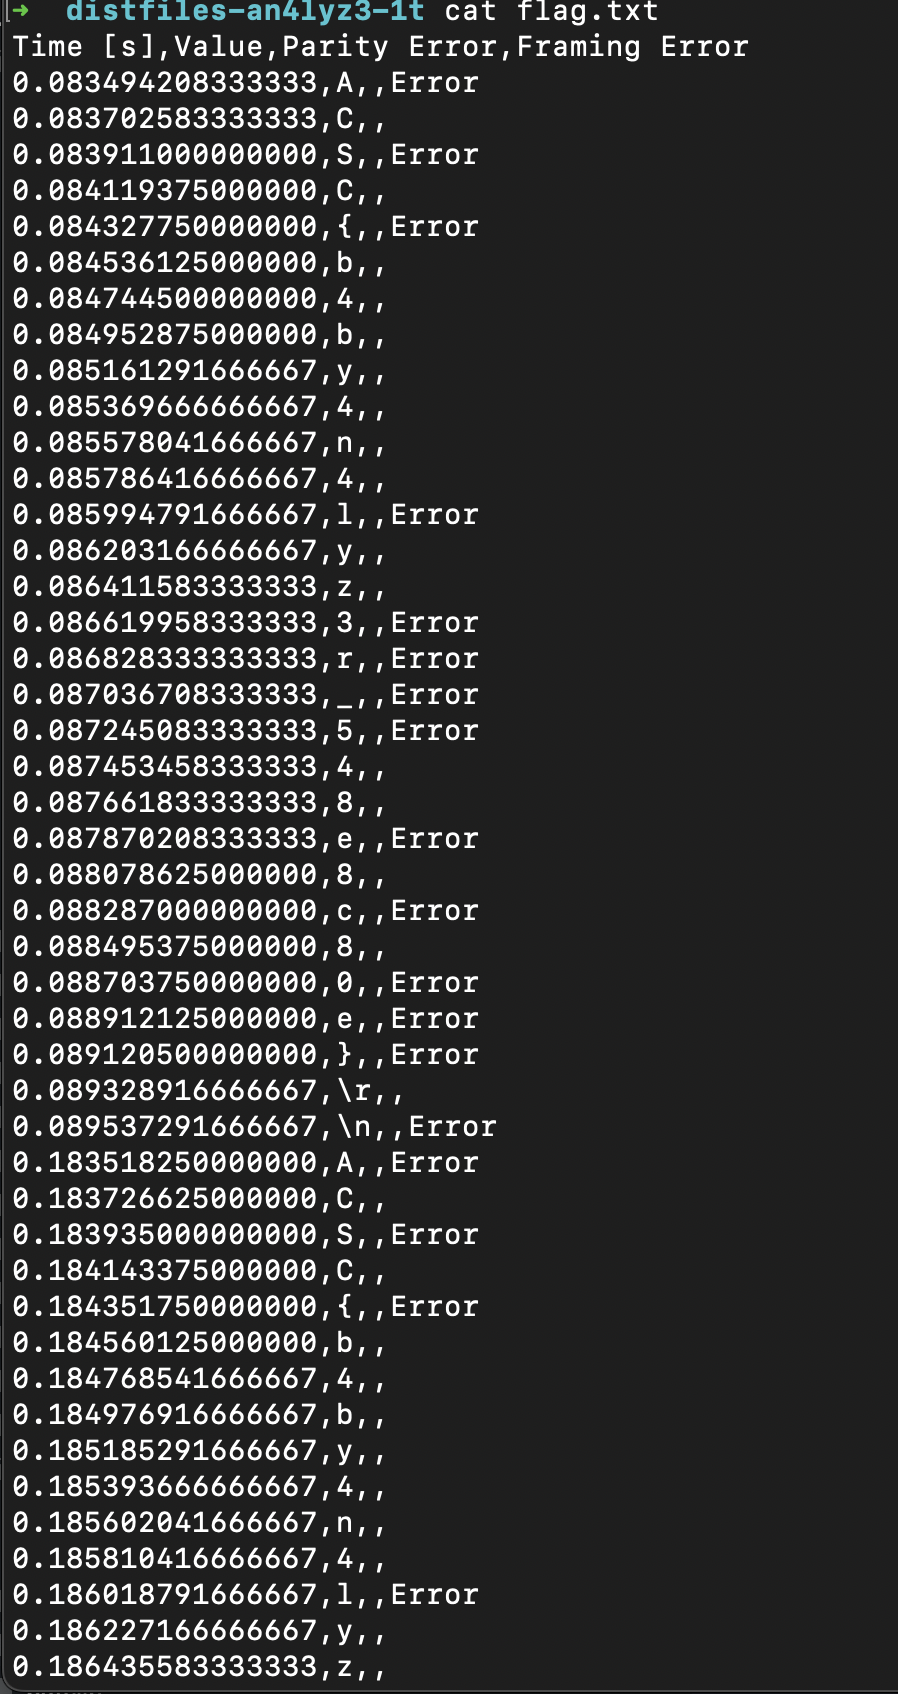 [➜  distfiles-an4lyz3-1t cat flag.txt
Time [s],Value,Parity Error,Framing Error
0.083494208333333,A,,Error
0.083702583333333,C,,
0.083911000000000,S,,Error
0.084119375000000,C,,
0.084327750000000,{,,Error
0.084536125000000,b,,
0.084744500000000,4,,
0.084952875000000,b,,
0.085161291666667,y,,
0.085369666666667,4,,
0.085578041666667,n,,
0.085786416666667,4,,
0.085994791666667,l,,Error
0.086203166666667,y,,
0.086411583333333,z,,
0.086619958333333,3,,Error
0.086828333333333,r,,Error
0.087036708333333,_,,Error
0.087245083333333,5,,Error
0.087453458333333,4,,
0.087661833333333,8,,
0.087870208333333,e,,Error
0.088078625000000,8,,
0.088287000000000,c,,Error
0.088495375000000,8,,
0.088703750000000,0,,Error
0.088912125000000,e,,Error
0.089120500000000,},,Error
0.089328916666667,\r,,
0.089537291666667,\n,,Error
0.183518250000000,A,,Error
0.183726625000000,C,,
0.183935000000000,S,,Error
0.184143375000000,C,,
0.184351750000000,{,,Error
0.184560125000000,b,,
0.184768541666667,4,,
0.184976916666667,b,,
0.185185291666667,y,,
0.185393666666667,4,,
0.185602041666667,n,,
0.185810416666667,4,,
0.186018791666667,l,,Error
0.186227166666667,y,,
0.186435583333333,z,,